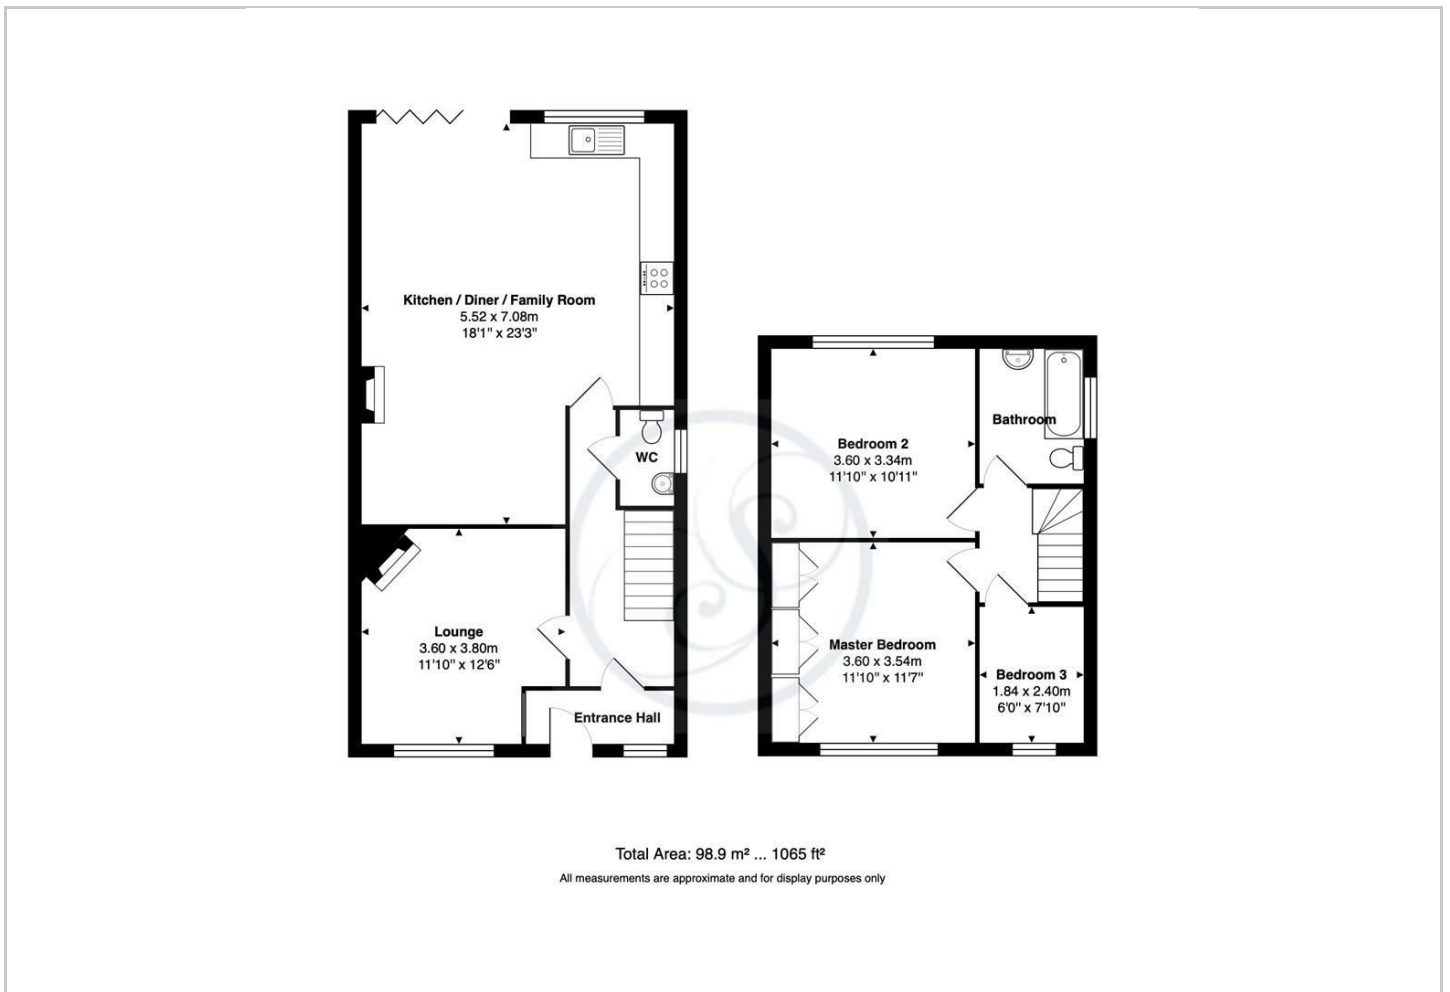 Kitchen / Diner / Family Room
5.52 x 7.08m
18'1" x 23'3"
WC
Lounge
3.60 x 3.80m
11'10" x 12'6"
Entrance Hall
Bedroom 2
3.60 x 3.34m
11'10" x 10'11"
Bathroom
Master Bedroom
3.60 x 3.54m
11'10" x 11'7"
Bedroom 3
1.84 x 2.40m
6'0" x 7'10"
Total Area: 98.9 m² ... 1065 ft²
All measurements are approximate and for display purposes only